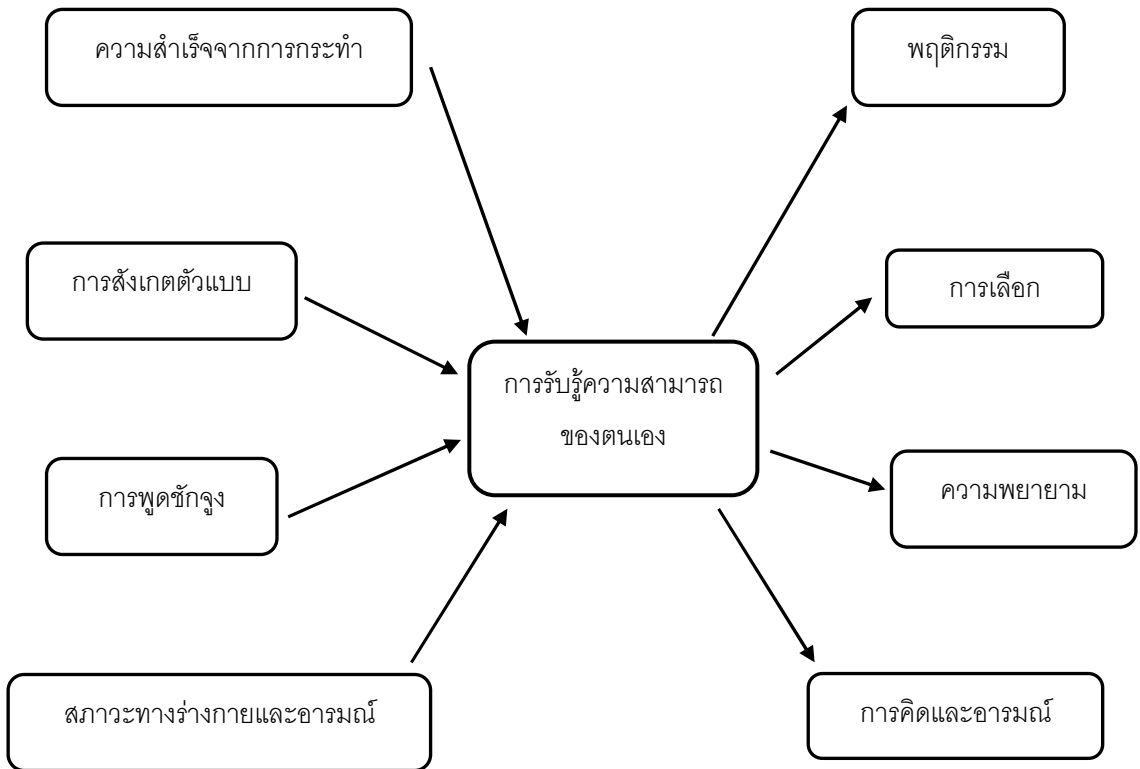 ความสำเร็จจากการกระทำ
พฤติกรรม
การสังเกตตัวแบบ
การเลือก
การรับรู้ความสามารถ
ของตนเอง
การพูดชักจูง
ความพยายาม
สภาวะทางร่างกายและอารมณ์
การคิดและอารมณ์